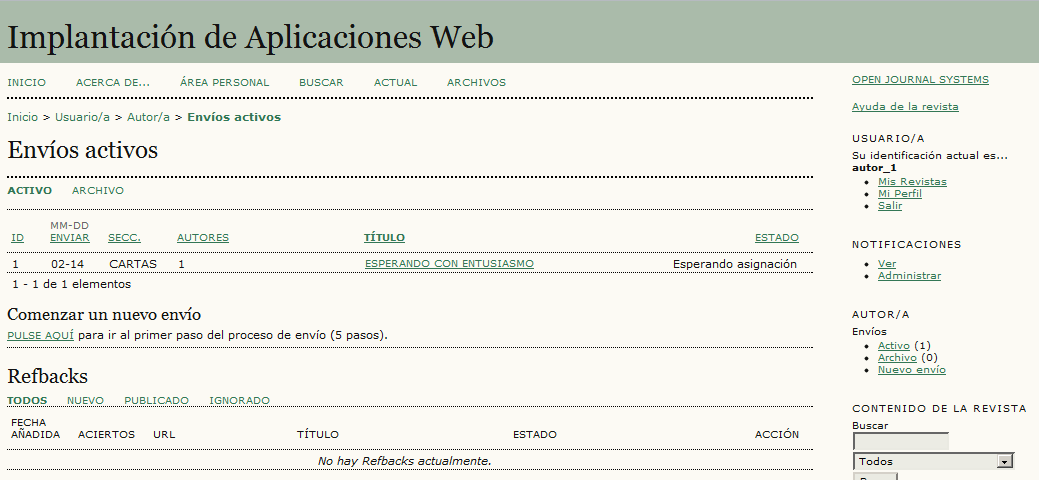 Implantación de Aplicaciones Web
INICIO ACERCA DE... ÁREA PERSONAL BUSCAR ACTUAL ARCHIVOS
Inicio > Usuario/a > Autor/a > Envíos activos
Envíos activos
ACTIVO ARCHIVO
MM-DD
ID ENVIAR SECC. AUTORES TÍTULO ESTADO
1 02-14 CARTAS 1 ESPERANDO CON ENTUSIASMO Esperando asignación
1 - 1 de 1 elementos
Comenzar un nuevo envío
PULSE AQUÍ para ir al primer paso del proceso de envío (5 pasos).
Refbacks
TODOS NUEVO PUBLICADO IGNORADO
FECHA
AÑADIDA ACIERTOS URL TÍTULO ESTADO ACCIÓN
No hay Refbacks actualmente.
OPEN JOURNAL SYSTEMS
Ayuda de la revista
USUARIO/A
Su identificación actual es...
autor_1
Mis Revistas
Mi Perfil
Salir
NOTIFICACIONES
Ver
Administrar
AUTOR/A
Envíos
Activo (1)
Archivo (0)
Nuevo envío
CONTENIDO DE LA REVISTA
Buscar
Todos